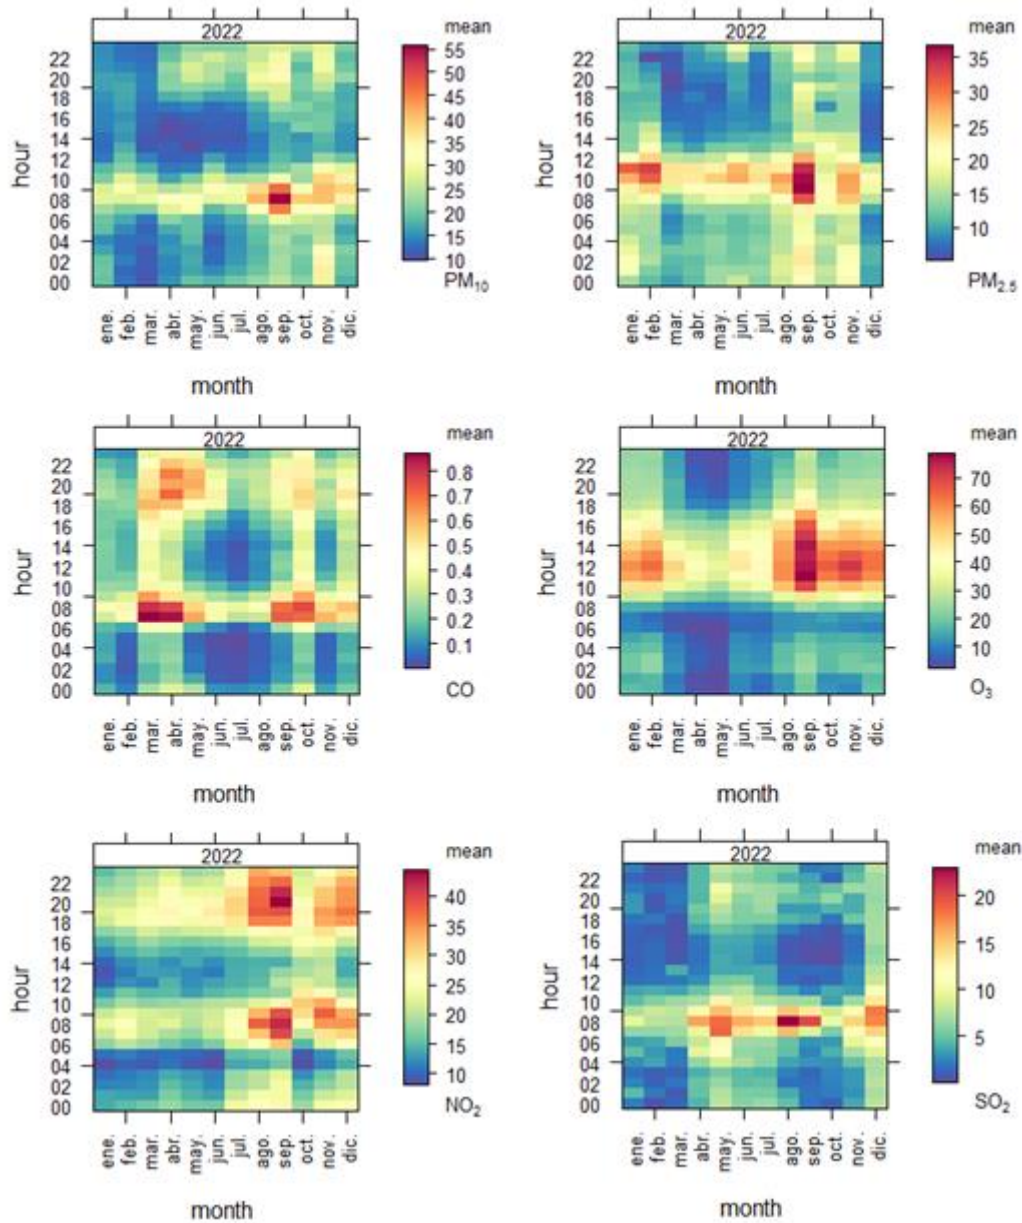 2022
mean
hour
22
20
18
16
14
12
10
08
06
04
02
00
ene.
feb.
mar.
abr.
may.
jun.
jul.
ago.
sep.
oct.
nov.
dic.
month
55
50
45
40
35
30
25
20
15
10
PM₁₀
2022
mean
hour
22
20
18
16
14
12
10
08
06
04
02
00
ene.
feb.
mar.
abr.
may.
jun.
jul.
ago.
sep.
oct.
nov.
dic.
month
35
30
25
20
15
10
PM₂.₅
2022
mean
hour
22
20
18
16
14
12
10
08
06
04
02
00
ene.
feb.
mar.
abr.
may.
jun.
jul.
ago.
sep.
oct.
nov.
dic.
month
0.8
0.7
0.6
0.5
0.4
0.3
0.2
0.1
CO
2022
mean
hour
22
20
18
16
14
12
10
08
06
04
02
00
ene.
feb.
mar.
abr.
may.
jun.
jul.
ago.
sep.
oct.
nov.
dic.
month
70
60
50
40
30
20
10
O₃
2022
mean
hour
22
20
18
16
14
12
10
08
06
04
02
00
ene.
feb.
mar.
abr.
may.
jun.
jul.
ago.
sep.
oct.
nov.
dic.
month
40
35
30
25
20
15
10
NO₂
2022
mean
hour
22
20
18
16
14
12
10
08
06
04
02
00
ene.
feb.
mar.
abr.
may.
jun.
jul.
ago.
sep.
oct.
nov.
dic.
month
20
15
10
5
SO₂